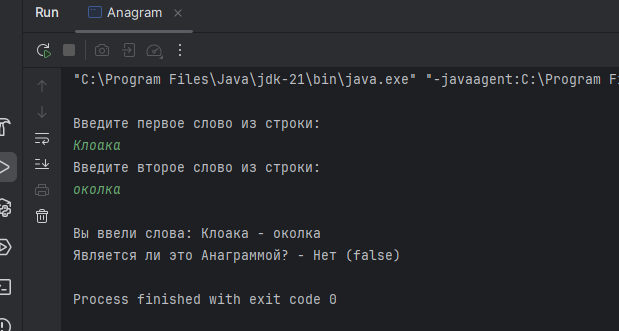 Run
Anagram
"C:\Program Files\Java\jdk-21\bin\java.exe" "-javaagent:C:\Program Fi
Введите первое слово из строки:
Клоака
Введите второе слово из строки:
околка
Вы ввели слова: Клоака - околка
Является ли это Анаграммой? - Нет (false)
Process finished with exit code 0